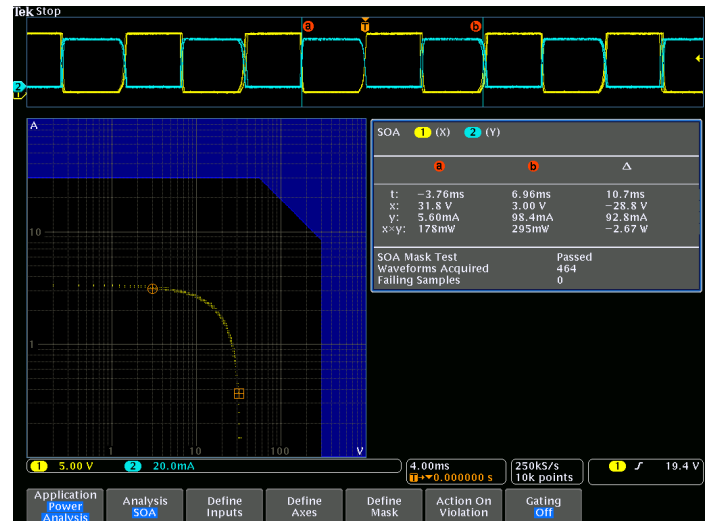 Tek Stop
a T b
2
1
A
10
1
1 10 100 V
SOA 1 (X) 2 (Y)
a b Δ
t: −3.76ms 6.96ms 10.7ms
x: 31.8 V 3.00 V −28.8 V
y: 5.60mA 98.4mA 92.8mA
x×y: 178mW 295mW −2.67 W
SOA Mask Test Passed
Waveforms Acquired 464
Failing Samples 0
1 5.00 V 2 20.0mA
4.00ms
T→▼0.000000 s
250kS/s
10k points
1 ʃ 19.4 V
Application
Power
Analysis
Analysis
SOA
Define
Inputs
Define
Axes
Define
Mask
Action On
Violation
Gating
Off